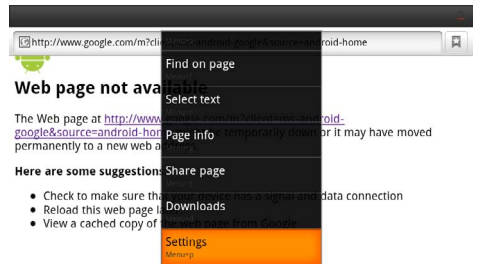 http://www.google.com/m?client=ms-android-google&source=android-home
Find on page
Web page not available
Select text
The Web page at http://www.google.com/m?client=ms-android-
google&source=android-home temporarily down or it may have moved
Page info
permanently to a new web address.
Here are some suggestions
Share page
Check to make sure that your device has a signal and data connection
Downloads
Reload this web page la
View a cached copy of the web page from Google
Settings
Menu+p